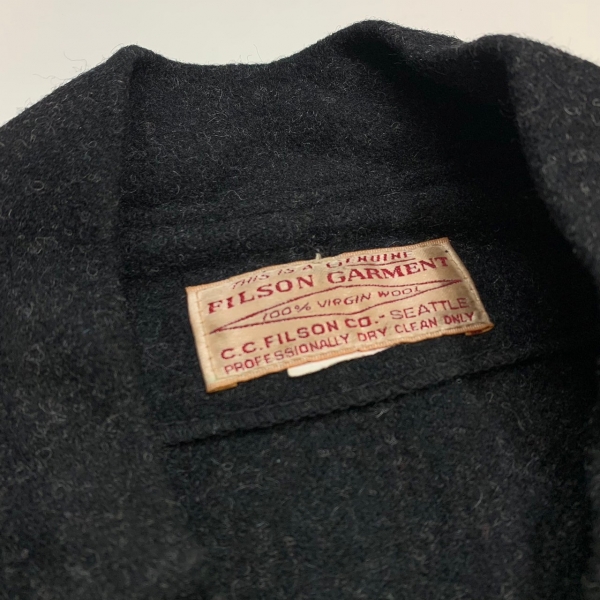 THIS IS A GENUINE
FILSON GARMENT
100% VIRGIN WOOL
C.C.FILSON CO.- SEATTLE
PROFESSIONALLY DRY CLEAN ONLY